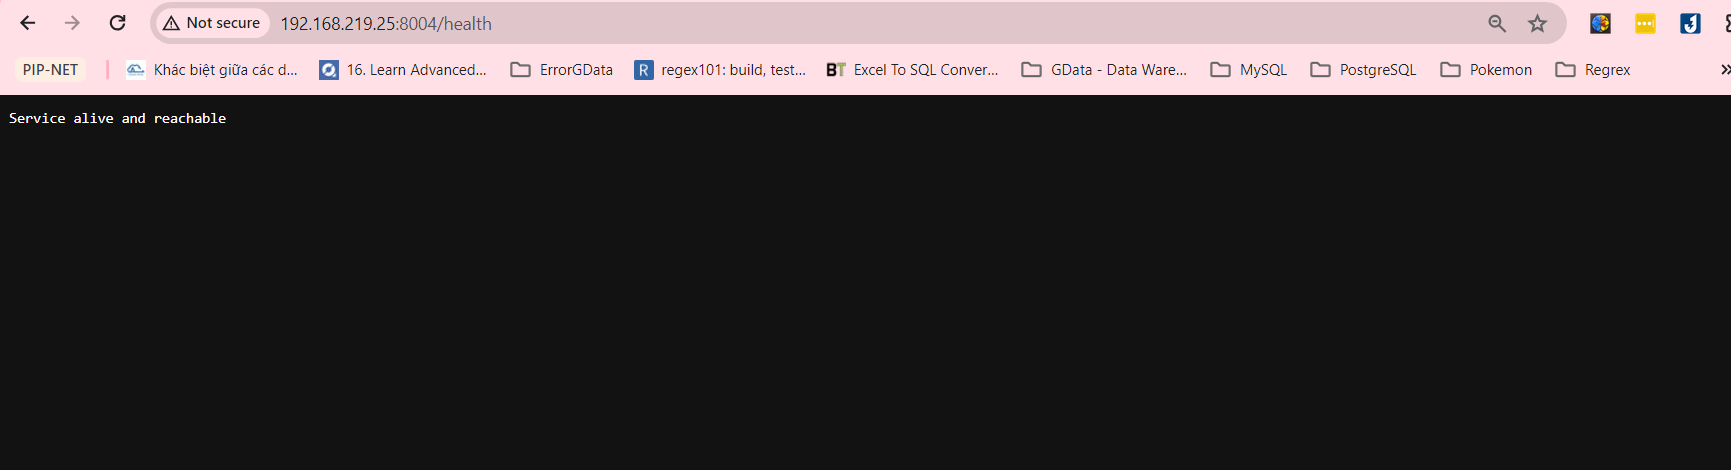 Not secure 192.168.219.25:8004/health
PIP-NET Khác biệt giữa các d... 16. Learn Advanced... ErrorGData R regex101: build, test... BT Excel To SQL Conver... GData - Data Ware... MySQL PostgreSQL Pokemon Regrex »
Service alive and reachable